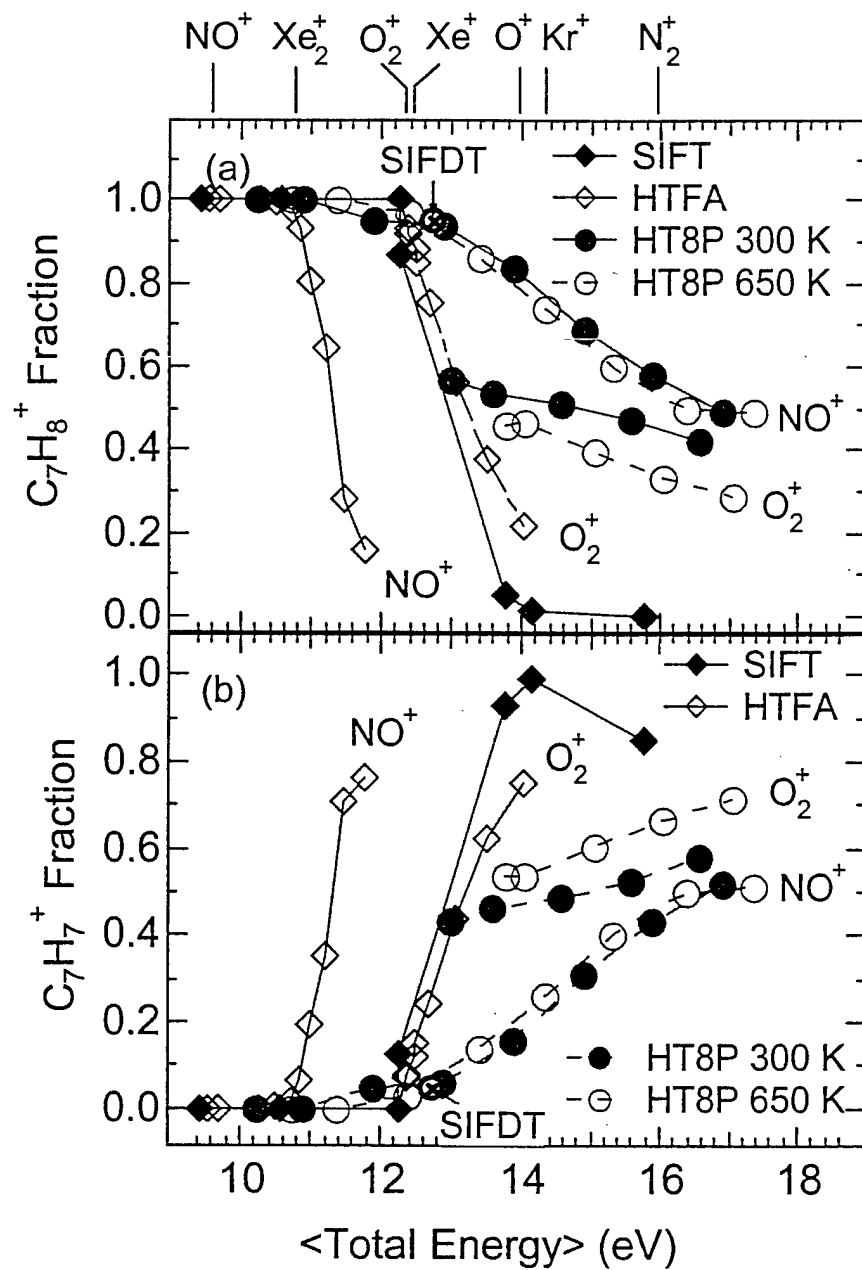 NO⁺ Xe₂⁺ O₂⁺ Xe⁺ O⁺ Kr⁺ N₂⁺
(a)
SIFDT
SIFT
HTFA
HT8P 300 K
HT8P 650 K
1.0
0.8
0.6
0.4
0.2
0.0
C₇H₈⁺ Fraction
NO⁺
O₂⁺
O₂⁺
NO⁺
(b)
SIFT
HTFA
1.0
0.8
0.6
0.4
0.2
0.0
C₇H₇⁺ Fraction
NO⁺
O₂⁺
O₂⁺
NO⁺
HT8P 300 K
HT8P 650 K
SIFDT
10 12 14 16 18
<Total Energy> (eV)